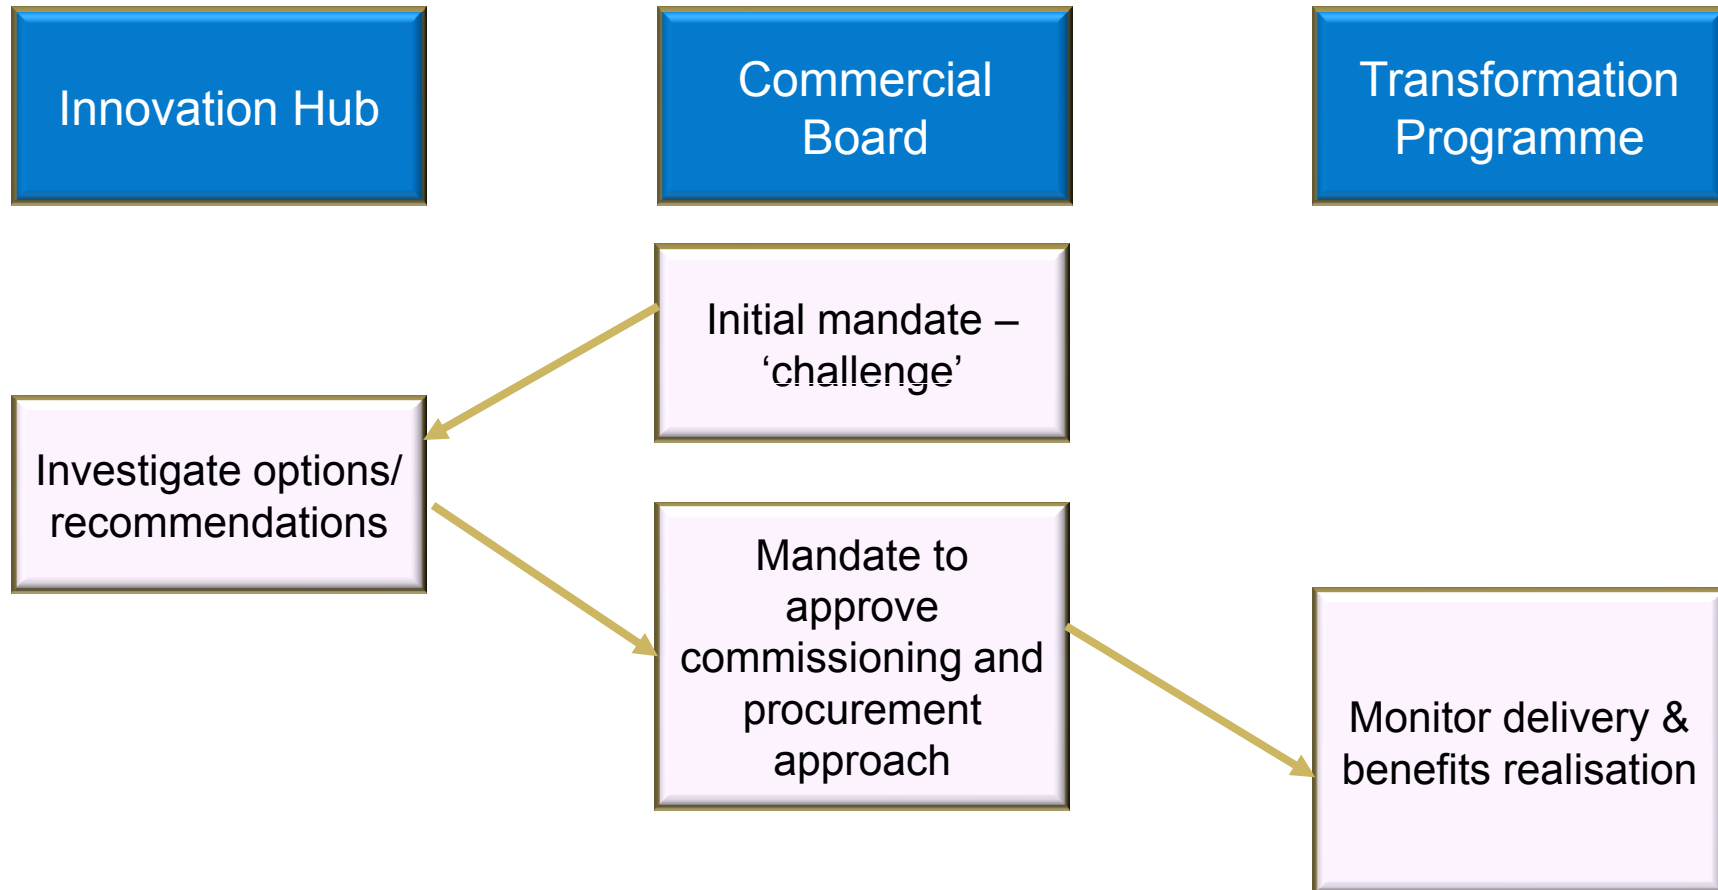 Innovation Hub
Commercial
Board
Transformation
Programme
Initial mandate –
‘challenge’
Investigate options/
recommendations
Mandate to
approve
commissioning and
procurement
approach
Monitor delivery &
benefits realisation